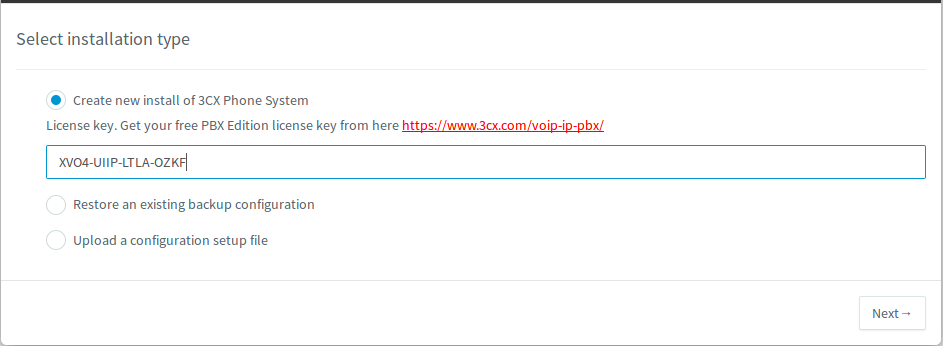 Select installation type
Create new install of 3CX Phone System
License key. Get your free PBX Edition license key from here https://www.3cx.com/voip-ip-pbx/
XVO4-UIIP-LTLA-OZKF
Restore an existing backup configuration
Upload a configuration setup file
Next→